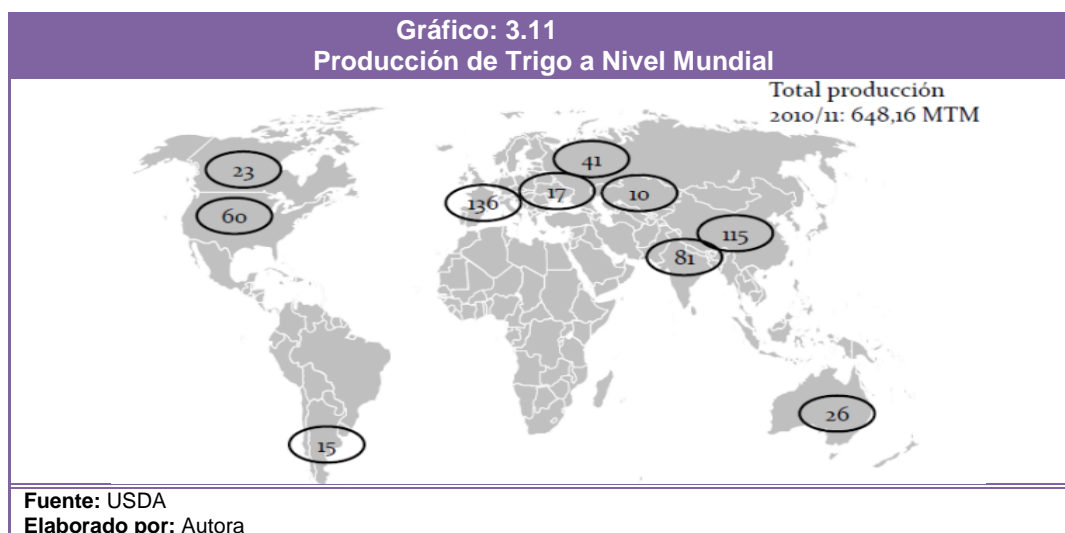 Gráfico: 3.11
Producción de Trigo a Nivel Mundial
Total producción
2010/11: 648,16 MTM
23
41
17
10
136
60
115
81
26
15
Fuente: USDA
Elaborado por: Autora